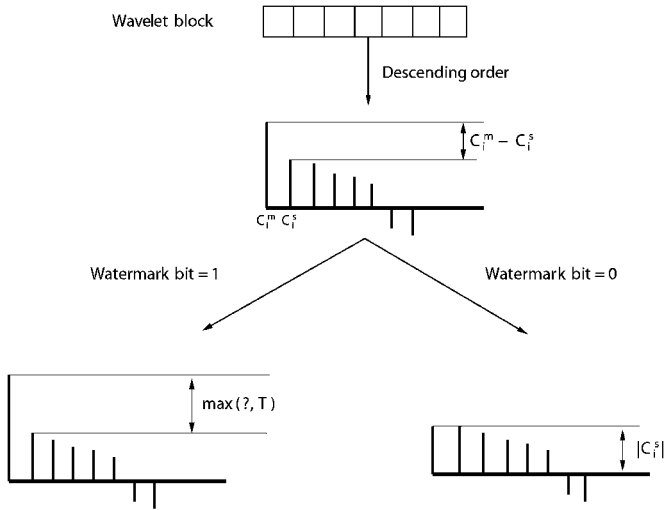 Wavelet block
Descending order
C_i^m – C_i^s
C_i^m C_i^s
Watermark bit = 1
Watermark bit = 0
max (?, T)
|C_i^s|